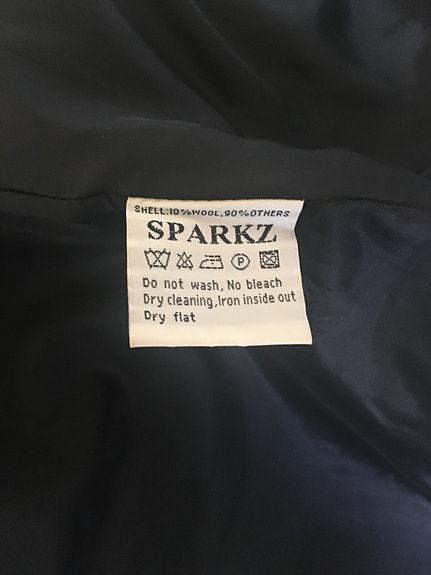 SHELL:10%WOOL,90%OTHERS
SPARKZ
P
Do not wash, No bleach
Dry cleaning,Iron inside out
Dry flat